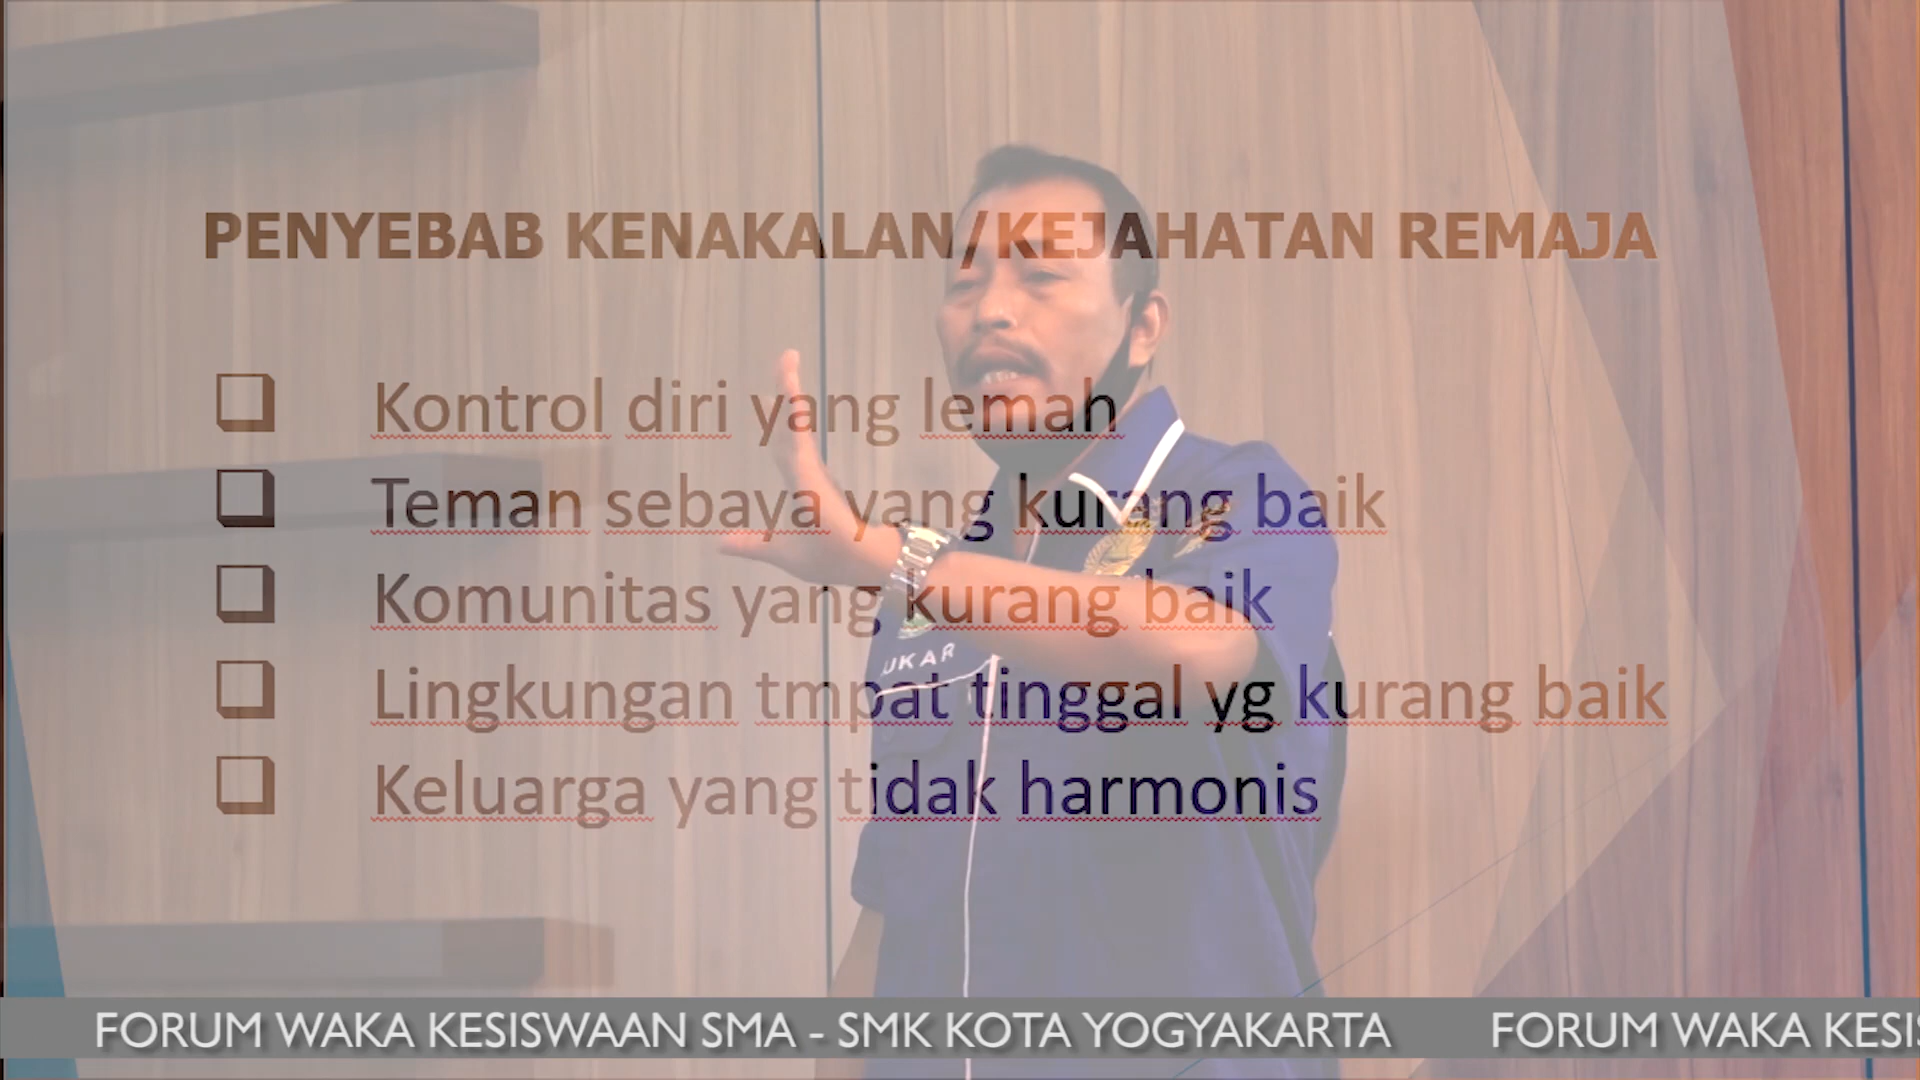 PENYEBAB KENAKALAN/KEJAHATAN REMAJA
Kontrol diri yang lemah
Teman sebaya yang kurang baik
Komunitas yang kurang baik
Lingkungan tmpat tinggal yg kurang baik
Keluarga yang tidak harmonis
UKAR
FORUM WAKA KESISWAAN SMA - SMK KOTA YOGYAKARTA FORUM WAKA KESIS